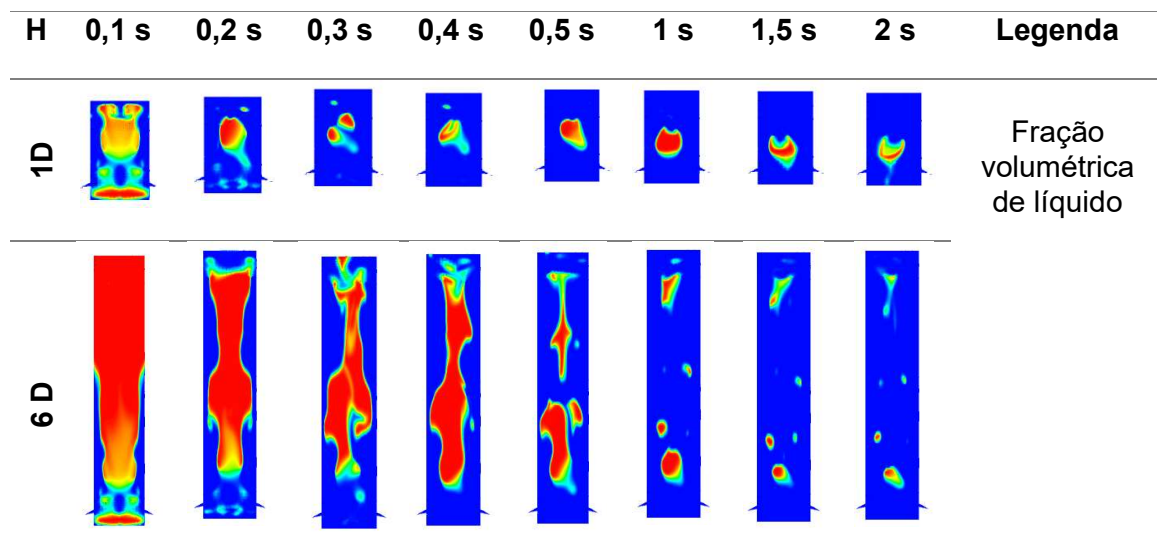 H 0,1 s 0,2 s 0,3 s 0,4 s 0,5 s 1 s 1,5 s 2 s Legenda
1D
Fração
volumétrica
de líquido
6 D